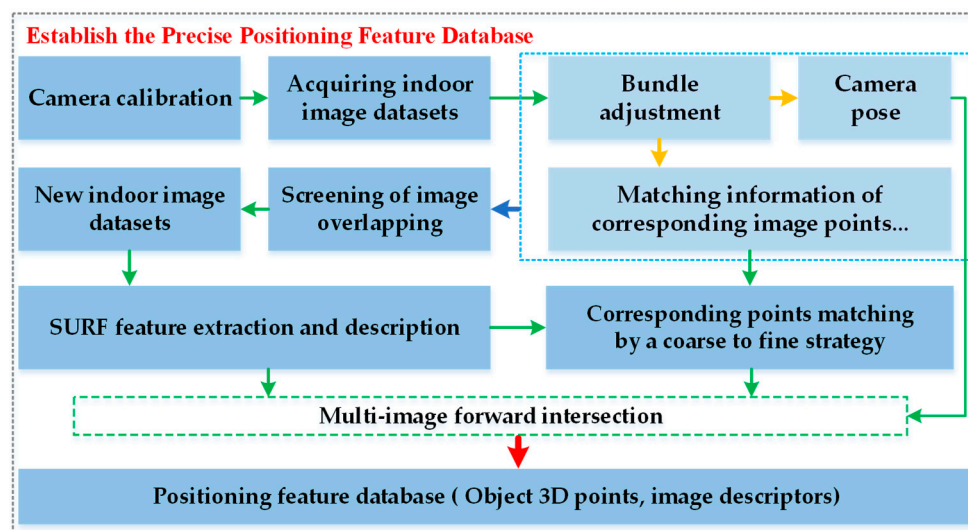 Establish the Precise Positioning Feature Database
Camera calibration
Acquiring indoor
image datasets
Bundle
adjustment
Camera
pose
New indoor image
datasets
Screening of image
overlapping
Matching information of
corresponding image points...
SURF feature extraction and description
Corresponding points matching
by a coarse to fine strategy
Multi-image forward intersection
Positioning feature database ( Object 3D points, image descriptors)